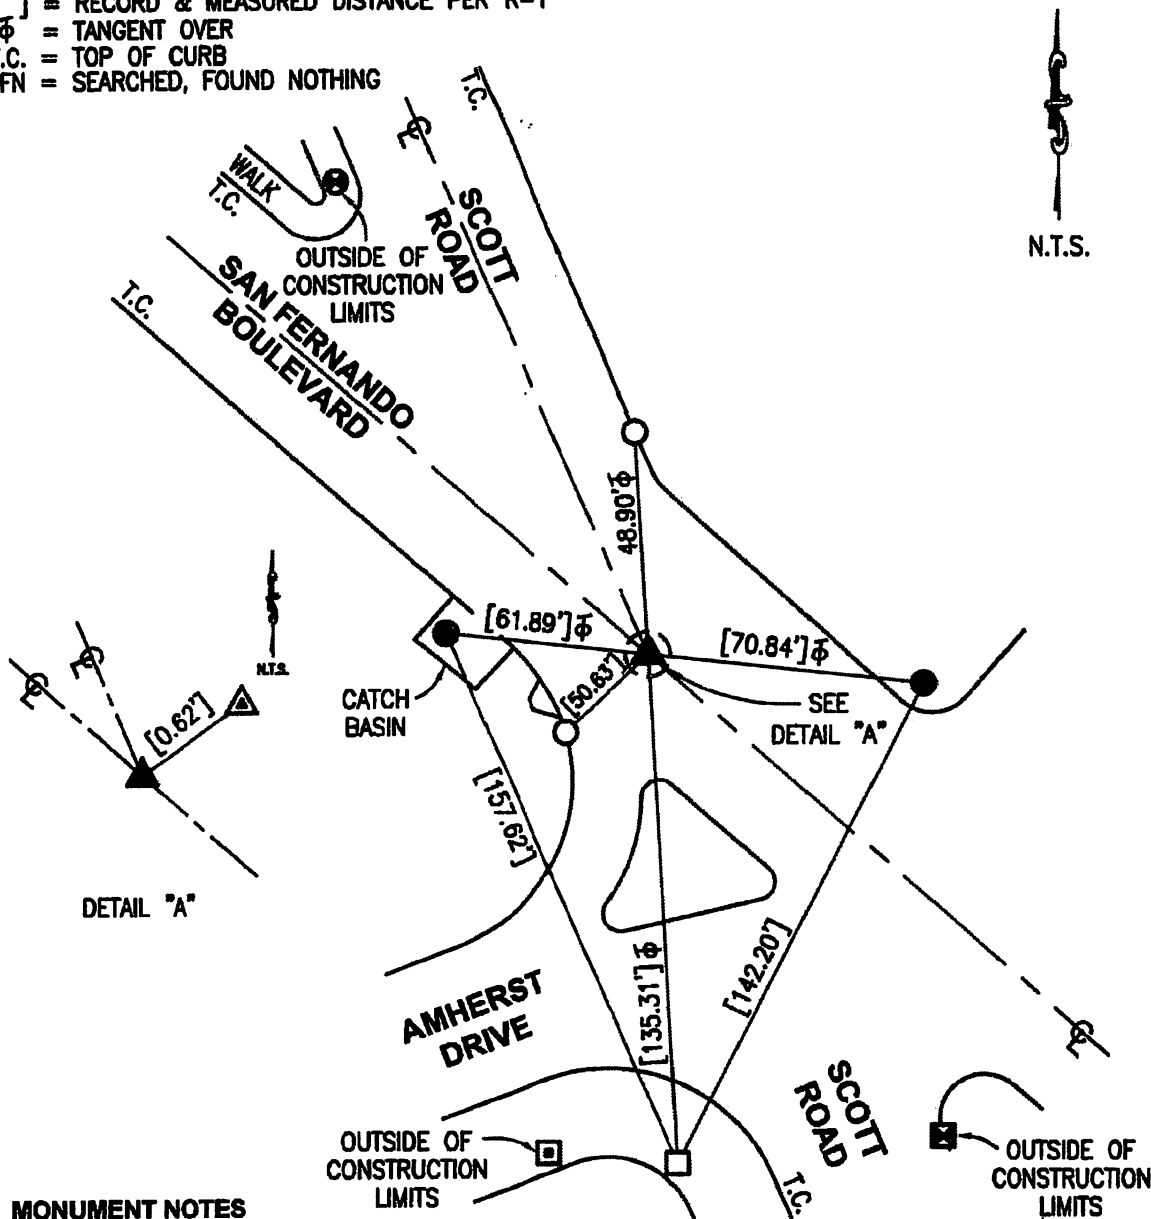 ] = RECORD & MEASURED DISTANCE PER R-1
= TANGENT OVER
T.C. = TOP OF CURB
FN = SEARCHED, FOUND NOTHING
T.C.
N.T.S.
WALK
T.C.
SCOTT
ROAD
OUTSIDE OF
CONSTRUCTION
LIMITS
T.C.
SAN FERNANDO
BOULEVARD
48.90'
[61.89']
[70.84']
[50.63']
N.T.S.
CATCH
BASIN
SEE
DETAIL "A"
[0.62']
[157.62']
DETAIL "A"
[135.31']
[142.20']
AMHERST
DRIVE
SCOTT
ROAD
OUTSIDE OF
CONSTRUCTION
LIMITS
T.C.
OUTSIDE OF
CONSTRUCTION
LIMITS
MONUMENT NOTES